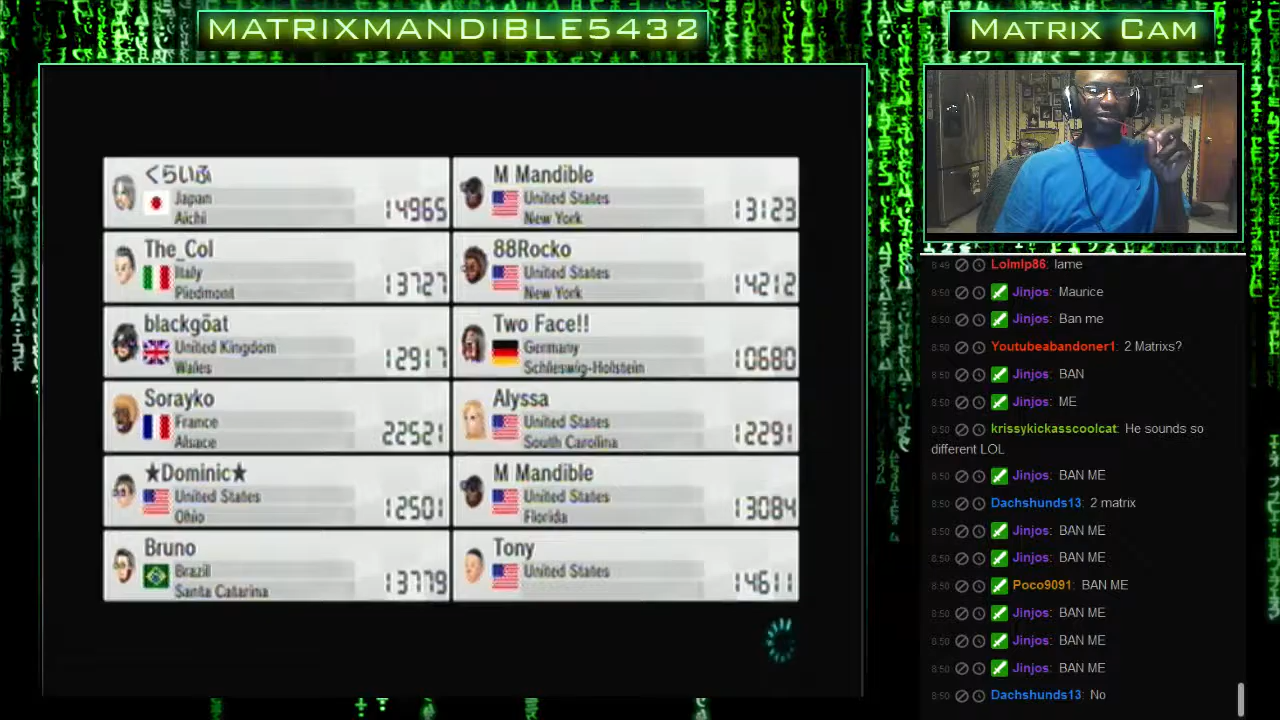 MATRIXMANDIBLE5432
Matrix Cam
くらいふ
Japan
Aichi
14965
M Mandible
United States
New York
13123
The_Col
Italy
Piedmont
13727
88Rocko
United States
New York
14212
blackgōat
United Kingdom
Wales
12917
Two Face!!
Germany
Schleswig-Holstein
10680
Sorayko
France
Alsace
22521
Alyssa
United States
South Carolina
12291
★Dominic★
United States
Ohio
12501
M Mandible
United States
Florida
13084
Bruno
Brazil
Santa Catarina
13779
Tony
United States
14611
8:49 Lolmlp86: lame
8:50 Jinjos: Maurice
8:50 Jinjos: Ban me
8:50 Youtubeabandoner1: 2 Matrixs?
8:50 Jinjos: BAN
8:50 Jinjos: ME
8:50 krissykickasscoolcat: He sounds so
different LOL
8:50 Jinjos: BAN ME
8:50 Dachshunds13: 2 matrix
8:50 Jinjos: BAN ME
8:50 Jinjos: BAN ME
8:50 Poco9091: BAN ME
8:50 Jinjos: BAN ME
8:50 Jinjos: BAN ME
8:50 Jinjos: BAN ME
8:50 Dachshunds13: No